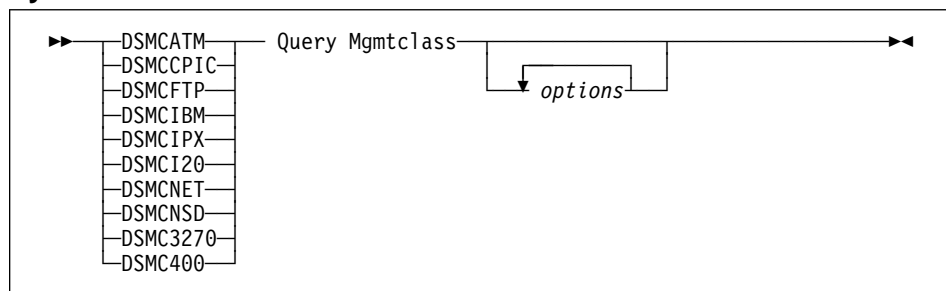 DSMCATM Query Mgmtclass
DSMCCPIC options
DSMCFTP
DSMCIBM
DSMCIPX
DSMCI20
DSMCNET
DSMCNSD
DSMC3270
DSMC400